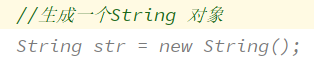 //生成一个String 对象
String str = new String();